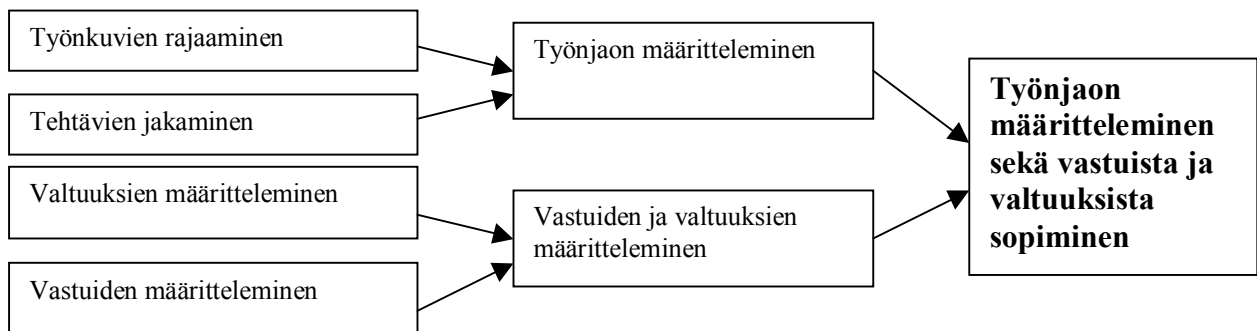 Työnkuvien rajaaminen
Tehtävien jakaminen
Valtuuksien määritteleminen
Vastuiden määritteleminen
Työnjaon määritteleminen
Vastuiden ja valtuuksien
määritteleminen
Työnjaon
määritteleminen
sekä vastuista ja
valtuuksista
sopiminen